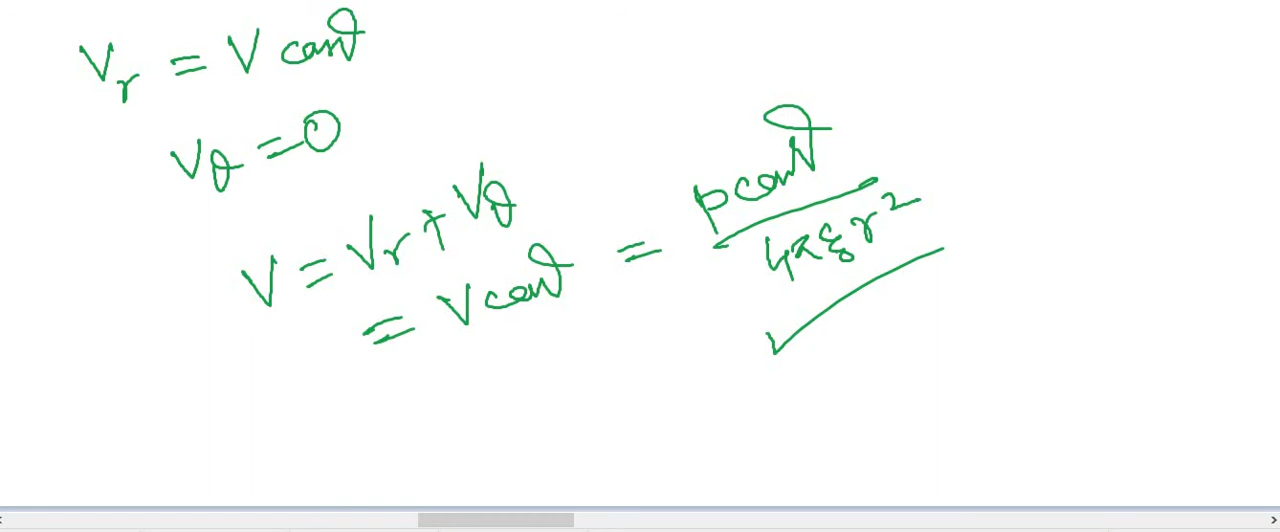 Vr = V cosθ
Vθ = 0
V = Vr + Vθ
= V cosθ = p cosθ / 4πε₀r²